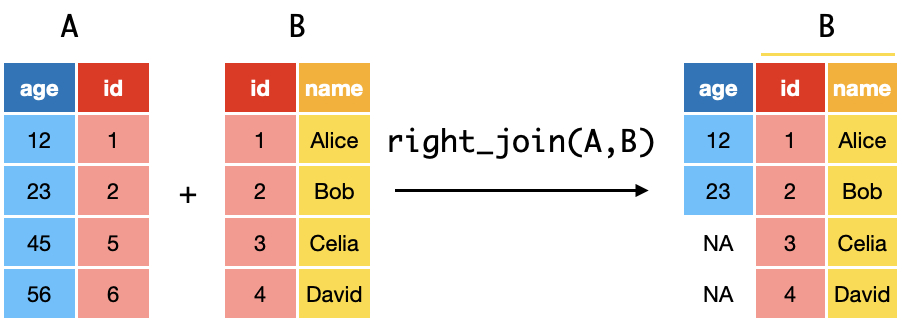 A B B
age id id name age id name
12 1 1 Alice right_join(A,B) 12 1 Alice
23 2 + 2 Bob 23 2 Bob
45 5 3 Celia NA 3 Celia
56 6 4 David NA 4 David